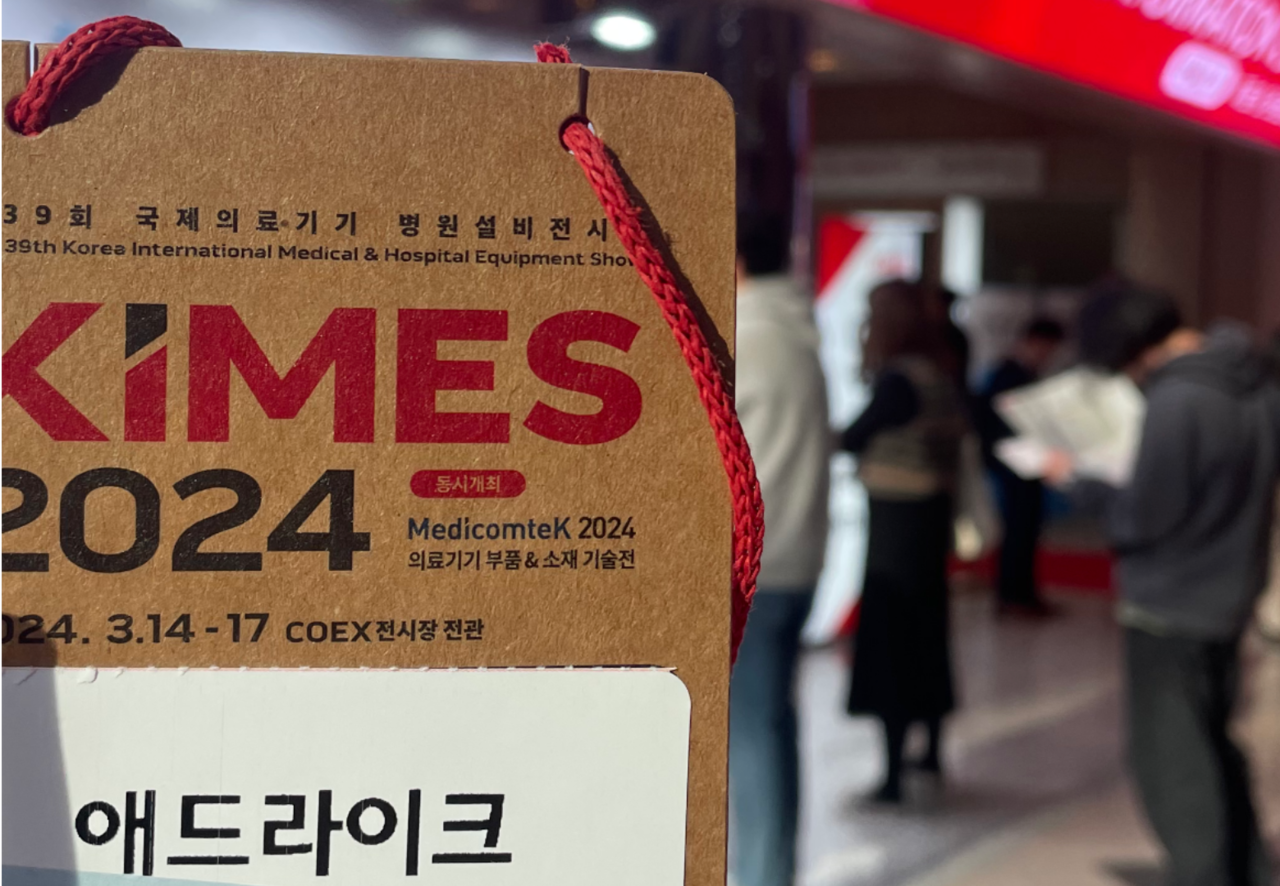 39회 국제의료·기기 병원설비전시
39th Korea International Medical & Hospital Equipment Show
KIMES
2024
동시개최
MedicomteK 2024
의료기기 부품 & 소재 기술전
024. 3.14 - 17 COEX 전시장 전관
애드라이크